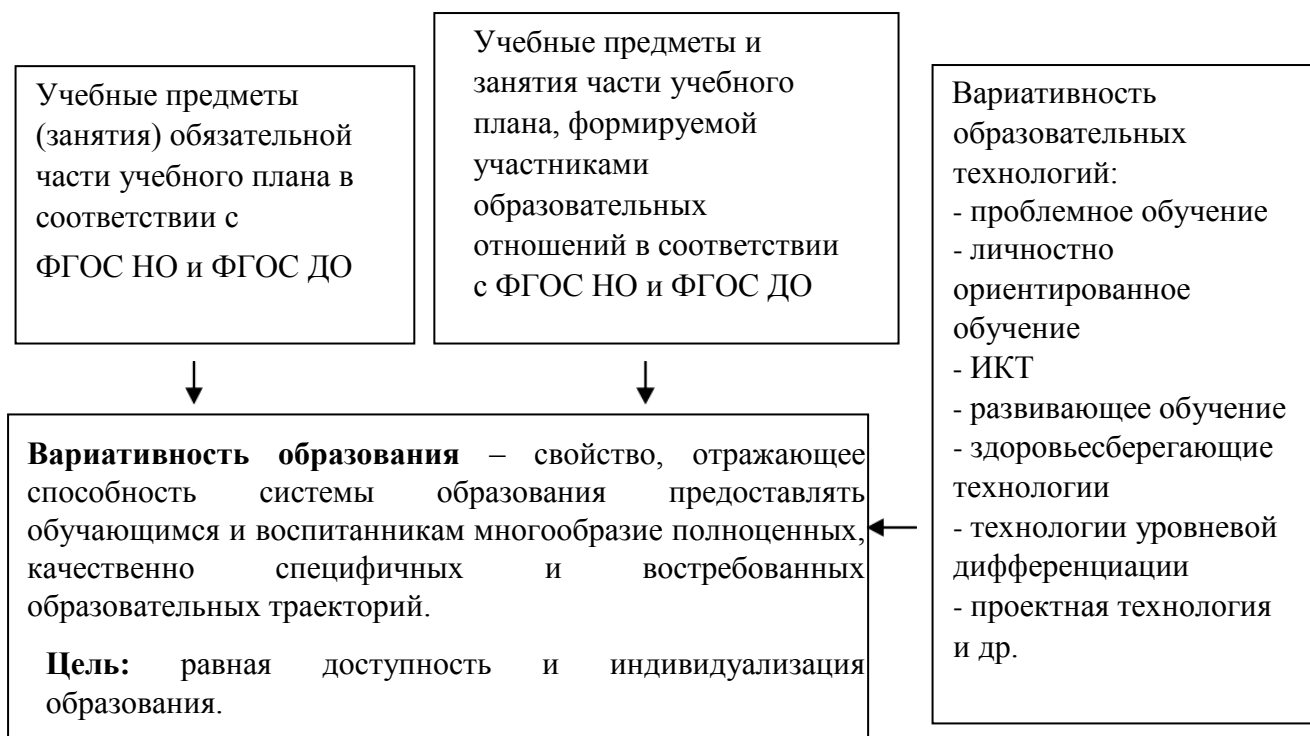 Учебные предметы
(занятия) обязательной
части учебного плана в
соответствии с
ФГОС НО и ФГОС ДО
Учебные предметы и
занятия части учебного
плана, формируемой
участниками
образовательных
отношений в соответствии
с ФГОС НО и ФГОС ДО
Вариативность
образовательных
технологий:
- проблемное обучение
- личностно
ориентированное
обучение
- ИКТ
- развивающее обучение
- здоровьесберегающие
технологии
- технологии уровневой
дифференциации
- проектная технология
и др.
Вариативность образования – свойство, отражающее
способность системы образования предоставлять
обучающимся и воспитанникам многообразие полноценных,
качественно специфичных и востребованных
образовательных траекторий.
Цель: равная доступность и индивидуализация
образования.